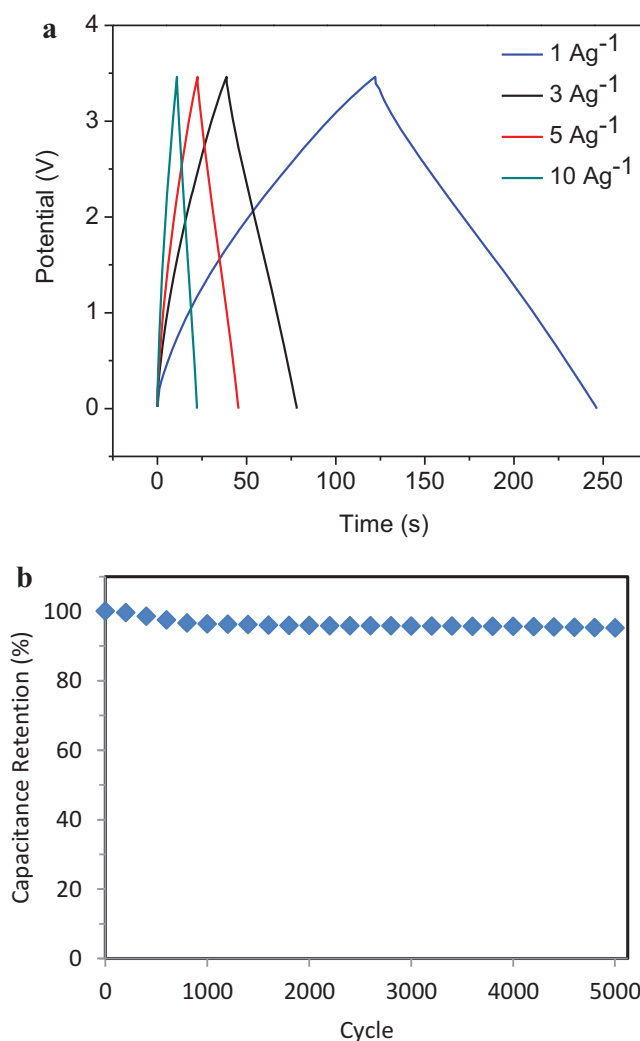 a
4
3
2
1
0
Potential (V)
1 Ag⁻¹
3 Ag⁻¹
5 Ag⁻¹
10 Ag⁻¹
0 50 100 150 200 250
Time (s)
b
100
80
60
40
20
0
Capacitance Retention (%)
0 1000 2000 3000 4000 5000
Cycle